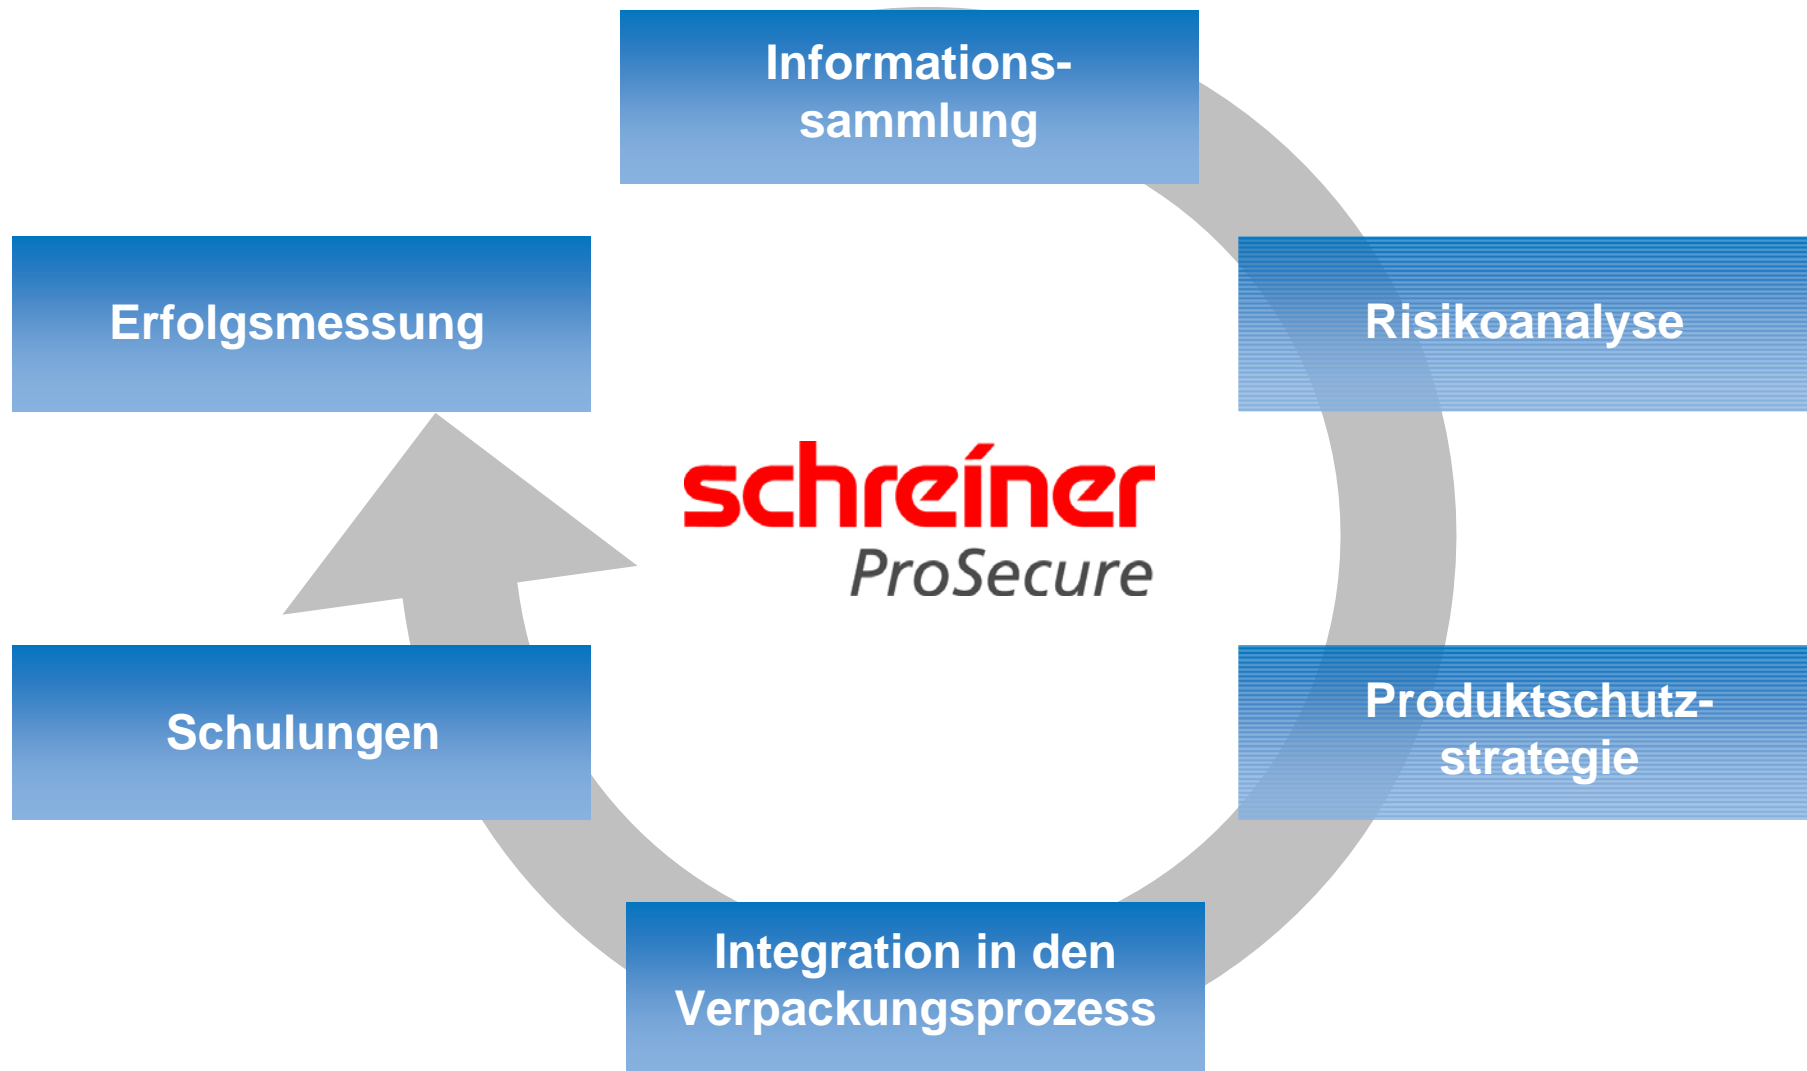 Informations-
sammlung
Erfolgsmessung
Risikoanalyse
schreiner
ProSecure
Schulungen
Produktschutz-
strategie
Integration in den
Verpackungsprozess